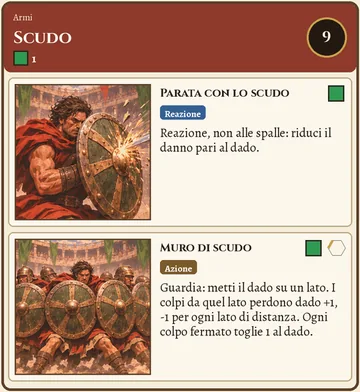 Armi
Scudo
9
1
Parata con lo scudo
Reazione
Reazione, non alle spalle: riduci il
danno pari al dado.
Muro di scudo
Azione
Guardia: metti il dado su un lato. I
colpi da quel lato perdono dado +1,
-1 per ogni lato di distanza. Ogni
colpo fermato toglie 1 al dado.